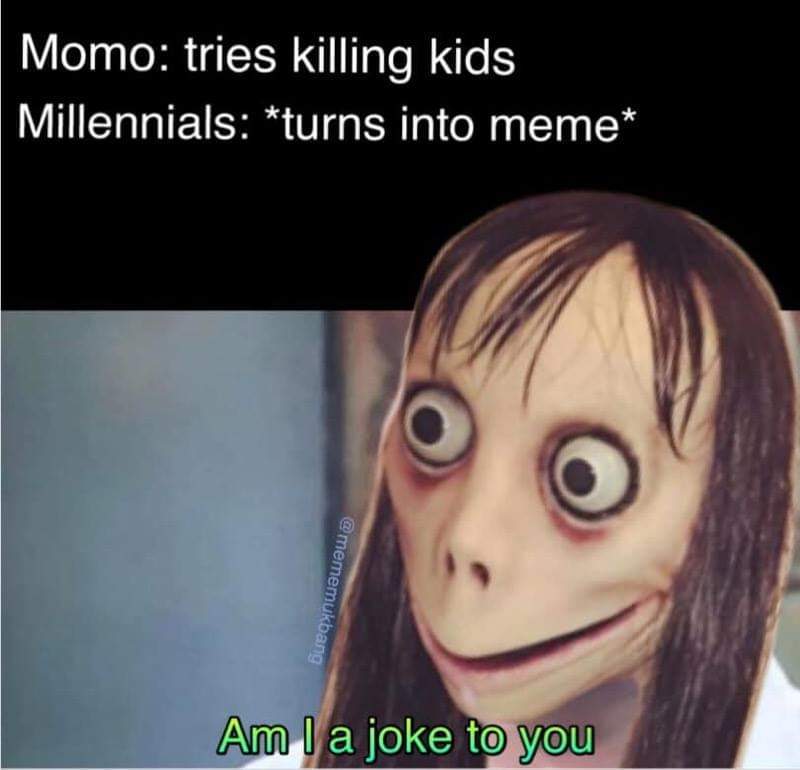 Momo: tries killing kids
Millennials: *turns into meme*
@mememukbang
Am I a joke to you